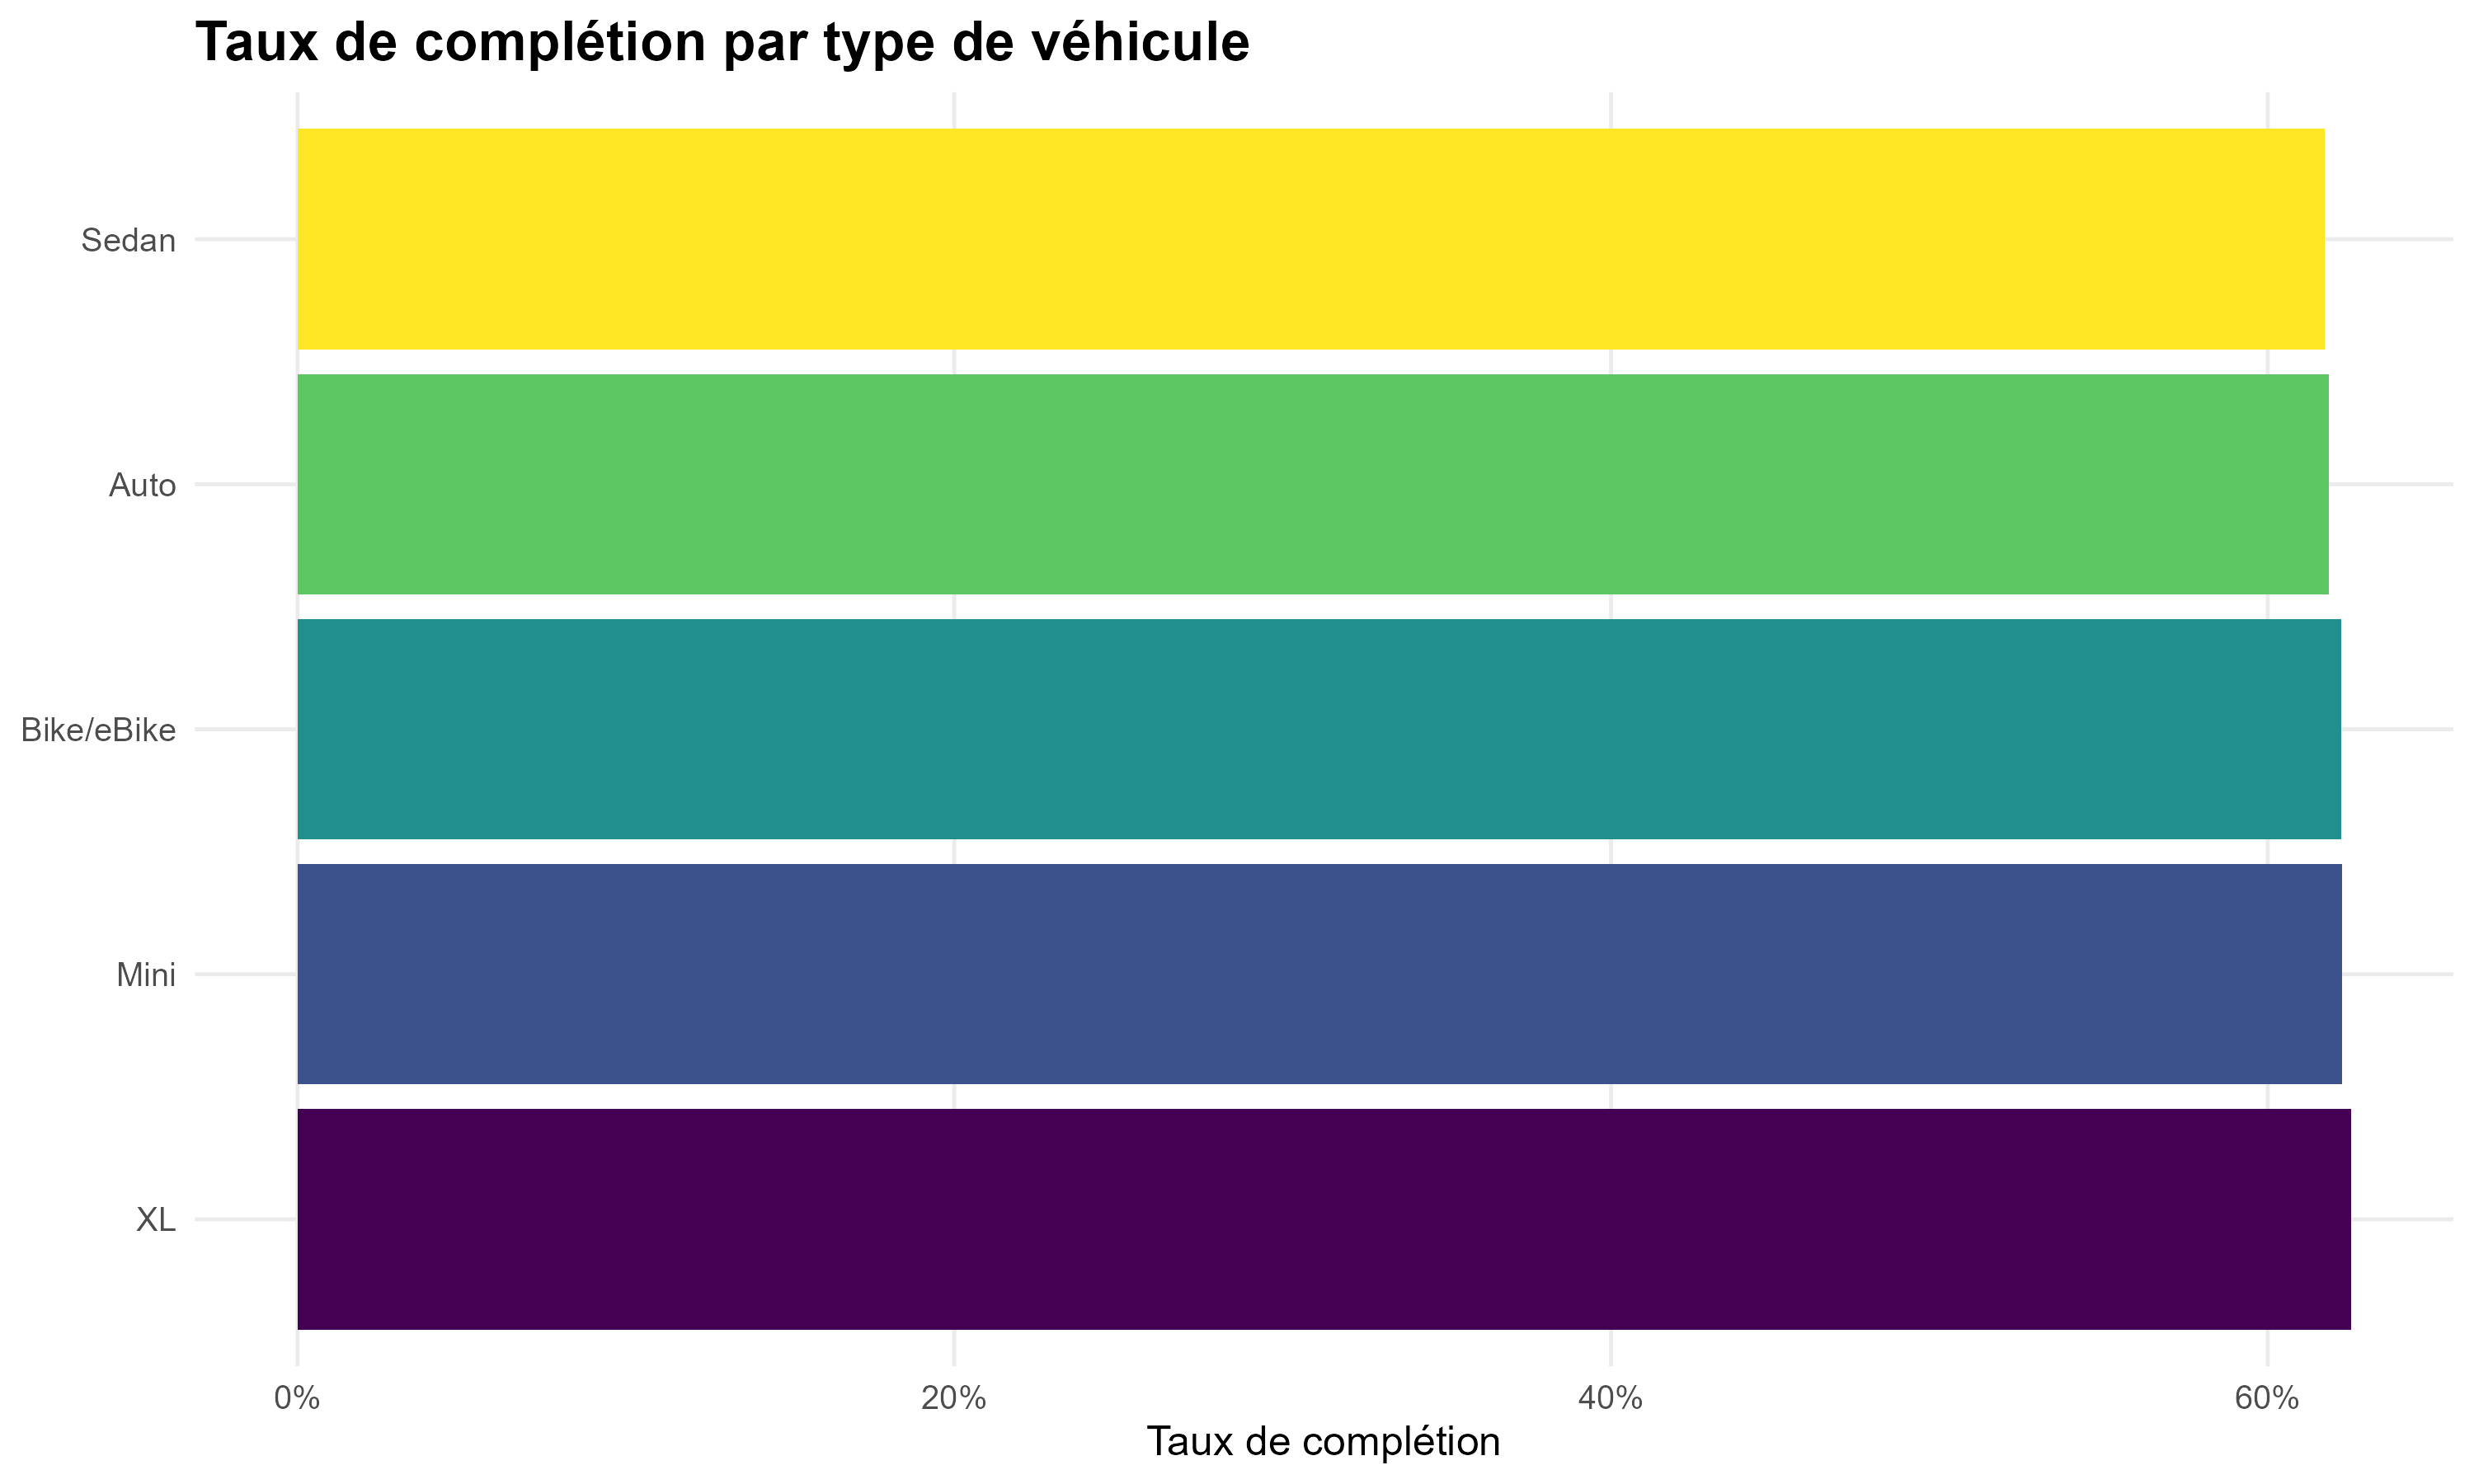 Taux de complétion par type de véhicule
Sedan
Auto
Bike/eBike
Mini
XL
0%
20%
40%
60%
Taux de complétion